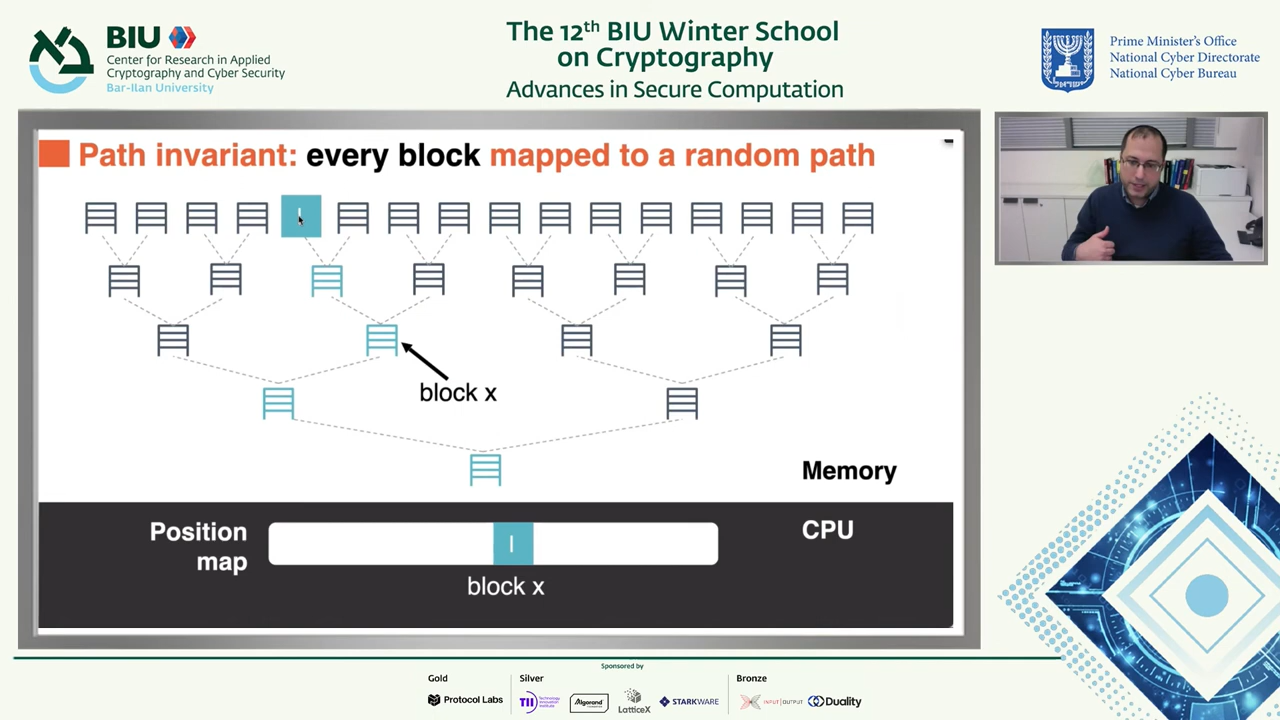 BIU
Center for Research in Applied
Cryptography and Cyber Security
Bar-Ilan University
The 12th BIU Winter School
on Cryptography
Advances in Secure Computation
Prime Minister's Office
National Cyber Directorate
National Cyber Bureau
Path invariant: every block mapped to a random path
l
block x
Memory
Position
map
l
CPU
block x
Sponsored by
Gold
Silver
Bronze
Protocol Labs
TII
Technology
Innovation
Institute
Algorand
LatticeX
STARKWARE
INPUT | OUTPUT
Duality